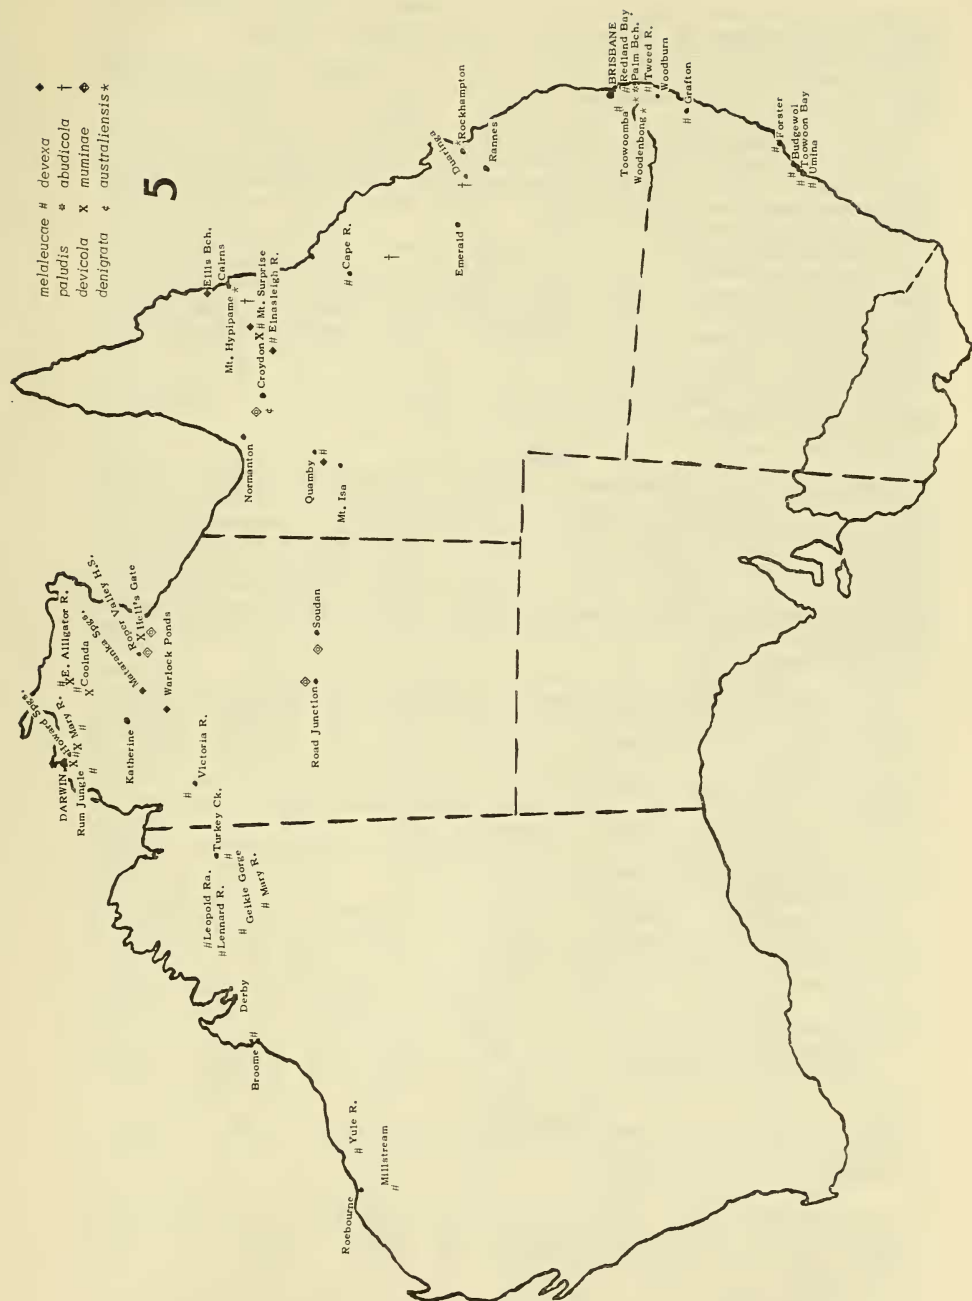 melaleucae # devexa ◆
paludis ⊛ abudicola †
devicola X muminae ◈
denigrata ¢ australiensis *
5
Howard Spgs.
DARWIN
Rum Jungle #
X # X Mary R. #
# X E. Alligator R.
# X Coolnda
Mataranka Spgs.
Roper Valley H.S.
X Hell's Gate
Katherine
◆ Warlock Ponds
# Victoria R.
Turkey Ck.
#
# Leopold Ra.
# Lennard R.
# Geikie Gorge
# Mary R.
Derby
Broome #
# Yule R.
Roebourne
Millstream
#
Road Junction
Soudan
Normanton
Quamby
◆ #
Mt. Isa
◆ Ellis Bch.
Cairns
Mt. Hypipame *
†
Croydon X # Mt. Surprise
◆ # Einasleigh R.
¢
# Cape R.
†
Emerald
† Duaringa
* Rockhampton
Rannes
BRISBANE
# Redland Bay
Toowoomba #
Palm Bch.
Woodenbong *
# Tweed R.
Woodburn
# Grafton
# Forster
# Budgewoi
# Toowoon Bay
# Umina